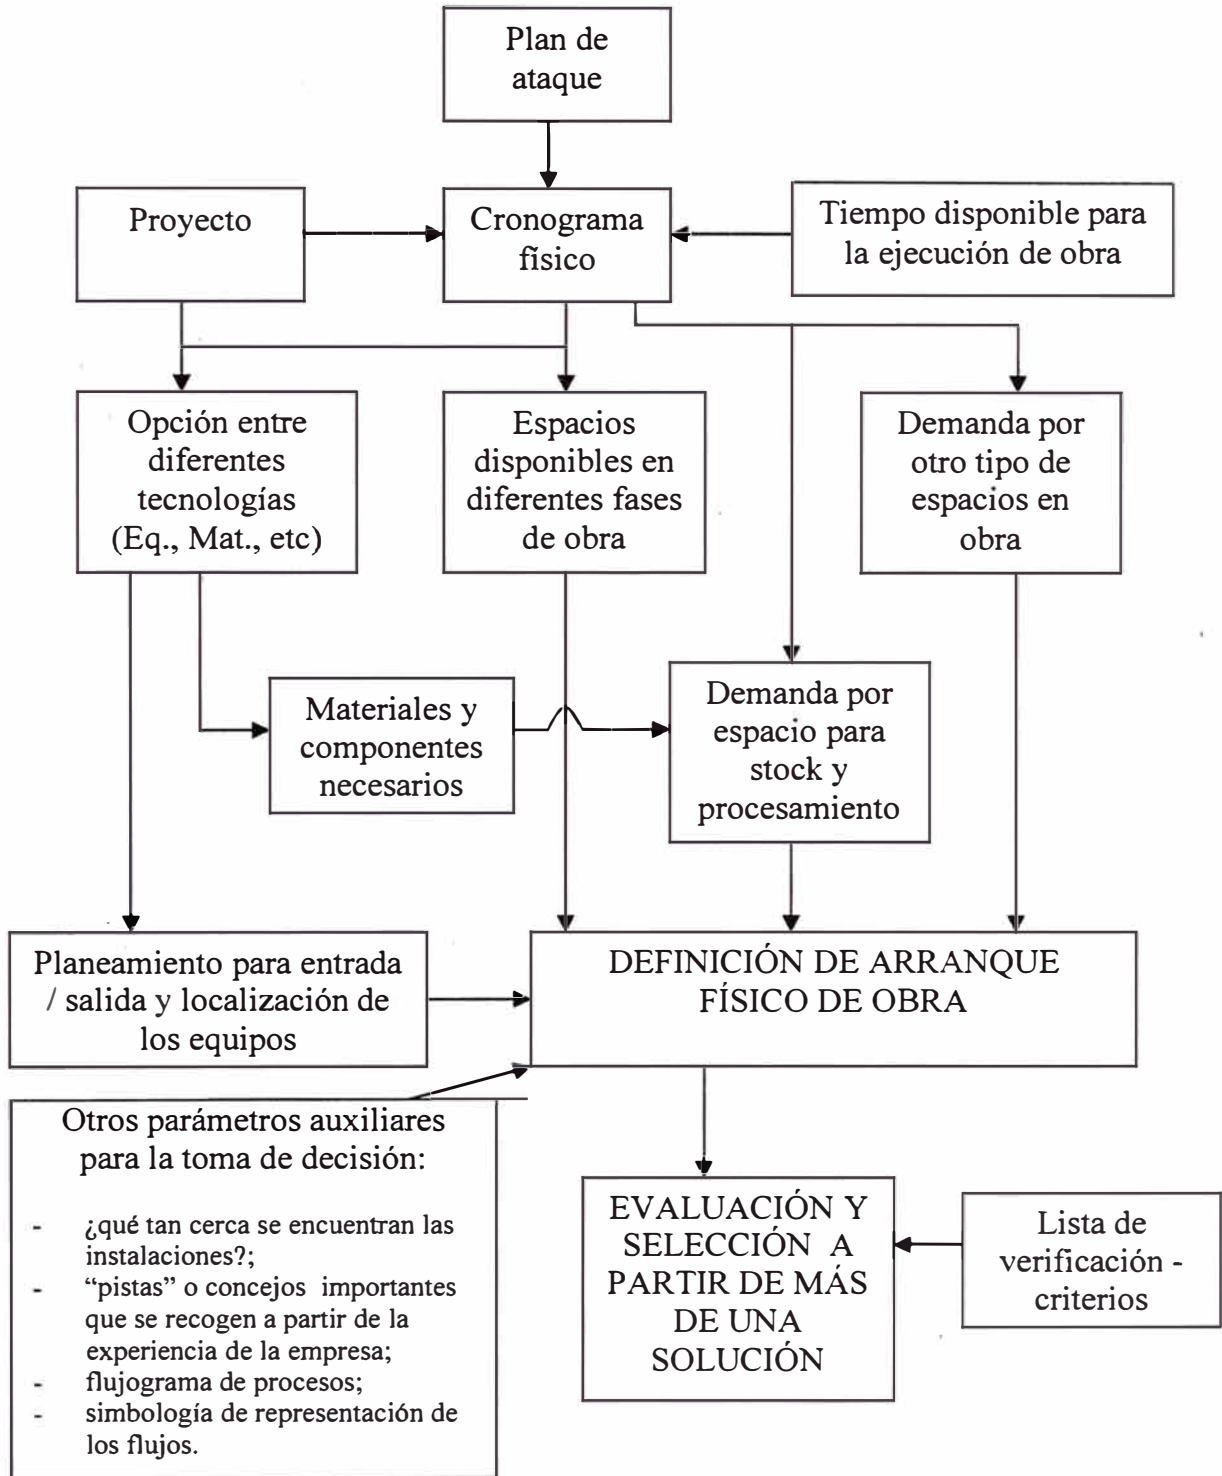 Plan de
ataque
Proyecto
Cronograma
físico
Tiempo disponible para
la ejecución de obra
Opción entre
diferentes
tecnologías
(Eq., Mat., etc)
Espacios
disponibles en
diferentes fases
de obra
Demanda por
otro tipo de
espacios en
obra
Materiales y
componentes
necesarios
Demanda por
espacio para
stock y
procesamiento
Planeamiento para entrada
/ salida y localización de
los equipos
DEFINICIÓN DE ARRANQUE
FÍSICO DE OBRA
Otros parámetros auxiliares
para la toma de decisión:
- ¿qué tan cerca se encuentran las
instalaciones?;
- “pistas” o concejos importantes
que se recogen a partir de la
experiencia de la empresa;
- flujograma de procesos;
- simbología de representación de
los flujos.
EVALUACIÓN Y
SELECCIÓN A
PARTIR DE MÁS
DE UNA
SOLUCIÓN
Lista de
verificación -
criterios